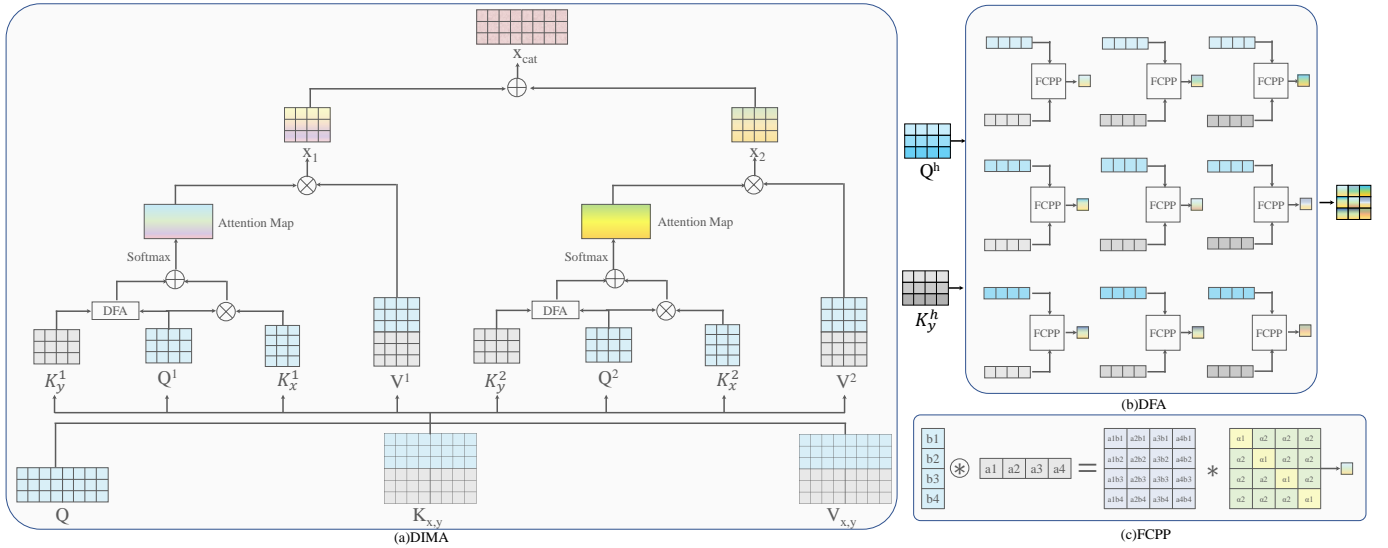 x_cat
x_1
x_2
Attention Map
Attention Map
Softmax
Softmax
DFA
DFA
K_y^1
Q^1
K_x^1
V^1
K_y^2
Q^2
K_x^2
V^2
Q
K_x,y
V_x,y
(a)DIMA
Q^h
K_y^h
FCPP FCPP FCPP
FCPP FCPP FCPP
FCPP FCPP FCPP
(b)DFA
b1
b2
b3
b4
⊛
a1 a2 a3 a4
=
a1b1 a2b1 a3b1 a4b1
a1b2 a2b2 a3b2 a4b2
a1b3 a2b3 a3b3 a4b3
a1b4 a2b4 a3b4 a4b4
*
α1 α2 α2 α2
α2 α1 α2 α2
α2 a2 α1 α2
α2 α2 α2 α1
(c)FCPP